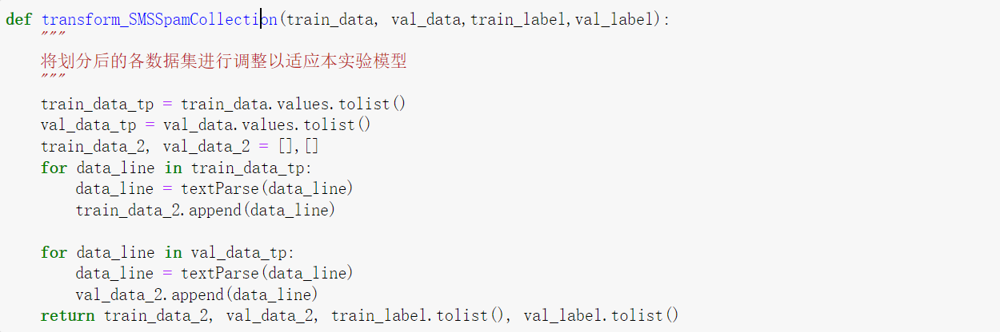 def transform_SMSSpamCollection(train_data, val_data,train_label,val_label):
    """
    将划分后的各数据集进行调整以适应本实验模型
    """
    train_data_tp = train_data.values.tolist()
    val_data_tp = val_data.values.tolist()
    train_data_2, val_data_2 = [],[]
    for data_line in train_data_tp:
        data_line = textParse(data_line)
        train_data_2.append(data_line)

    for data_line in val_data_tp:
        data_line = textParse(data_line)
        val_data_2.append(data_line)
    return train_data_2, val_data_2, train_label.tolist(), val_label.tolist()